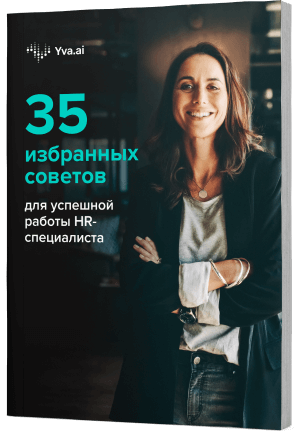 Yva.ai
35
избранных
советов
для успешной
работы HR-
специалиста